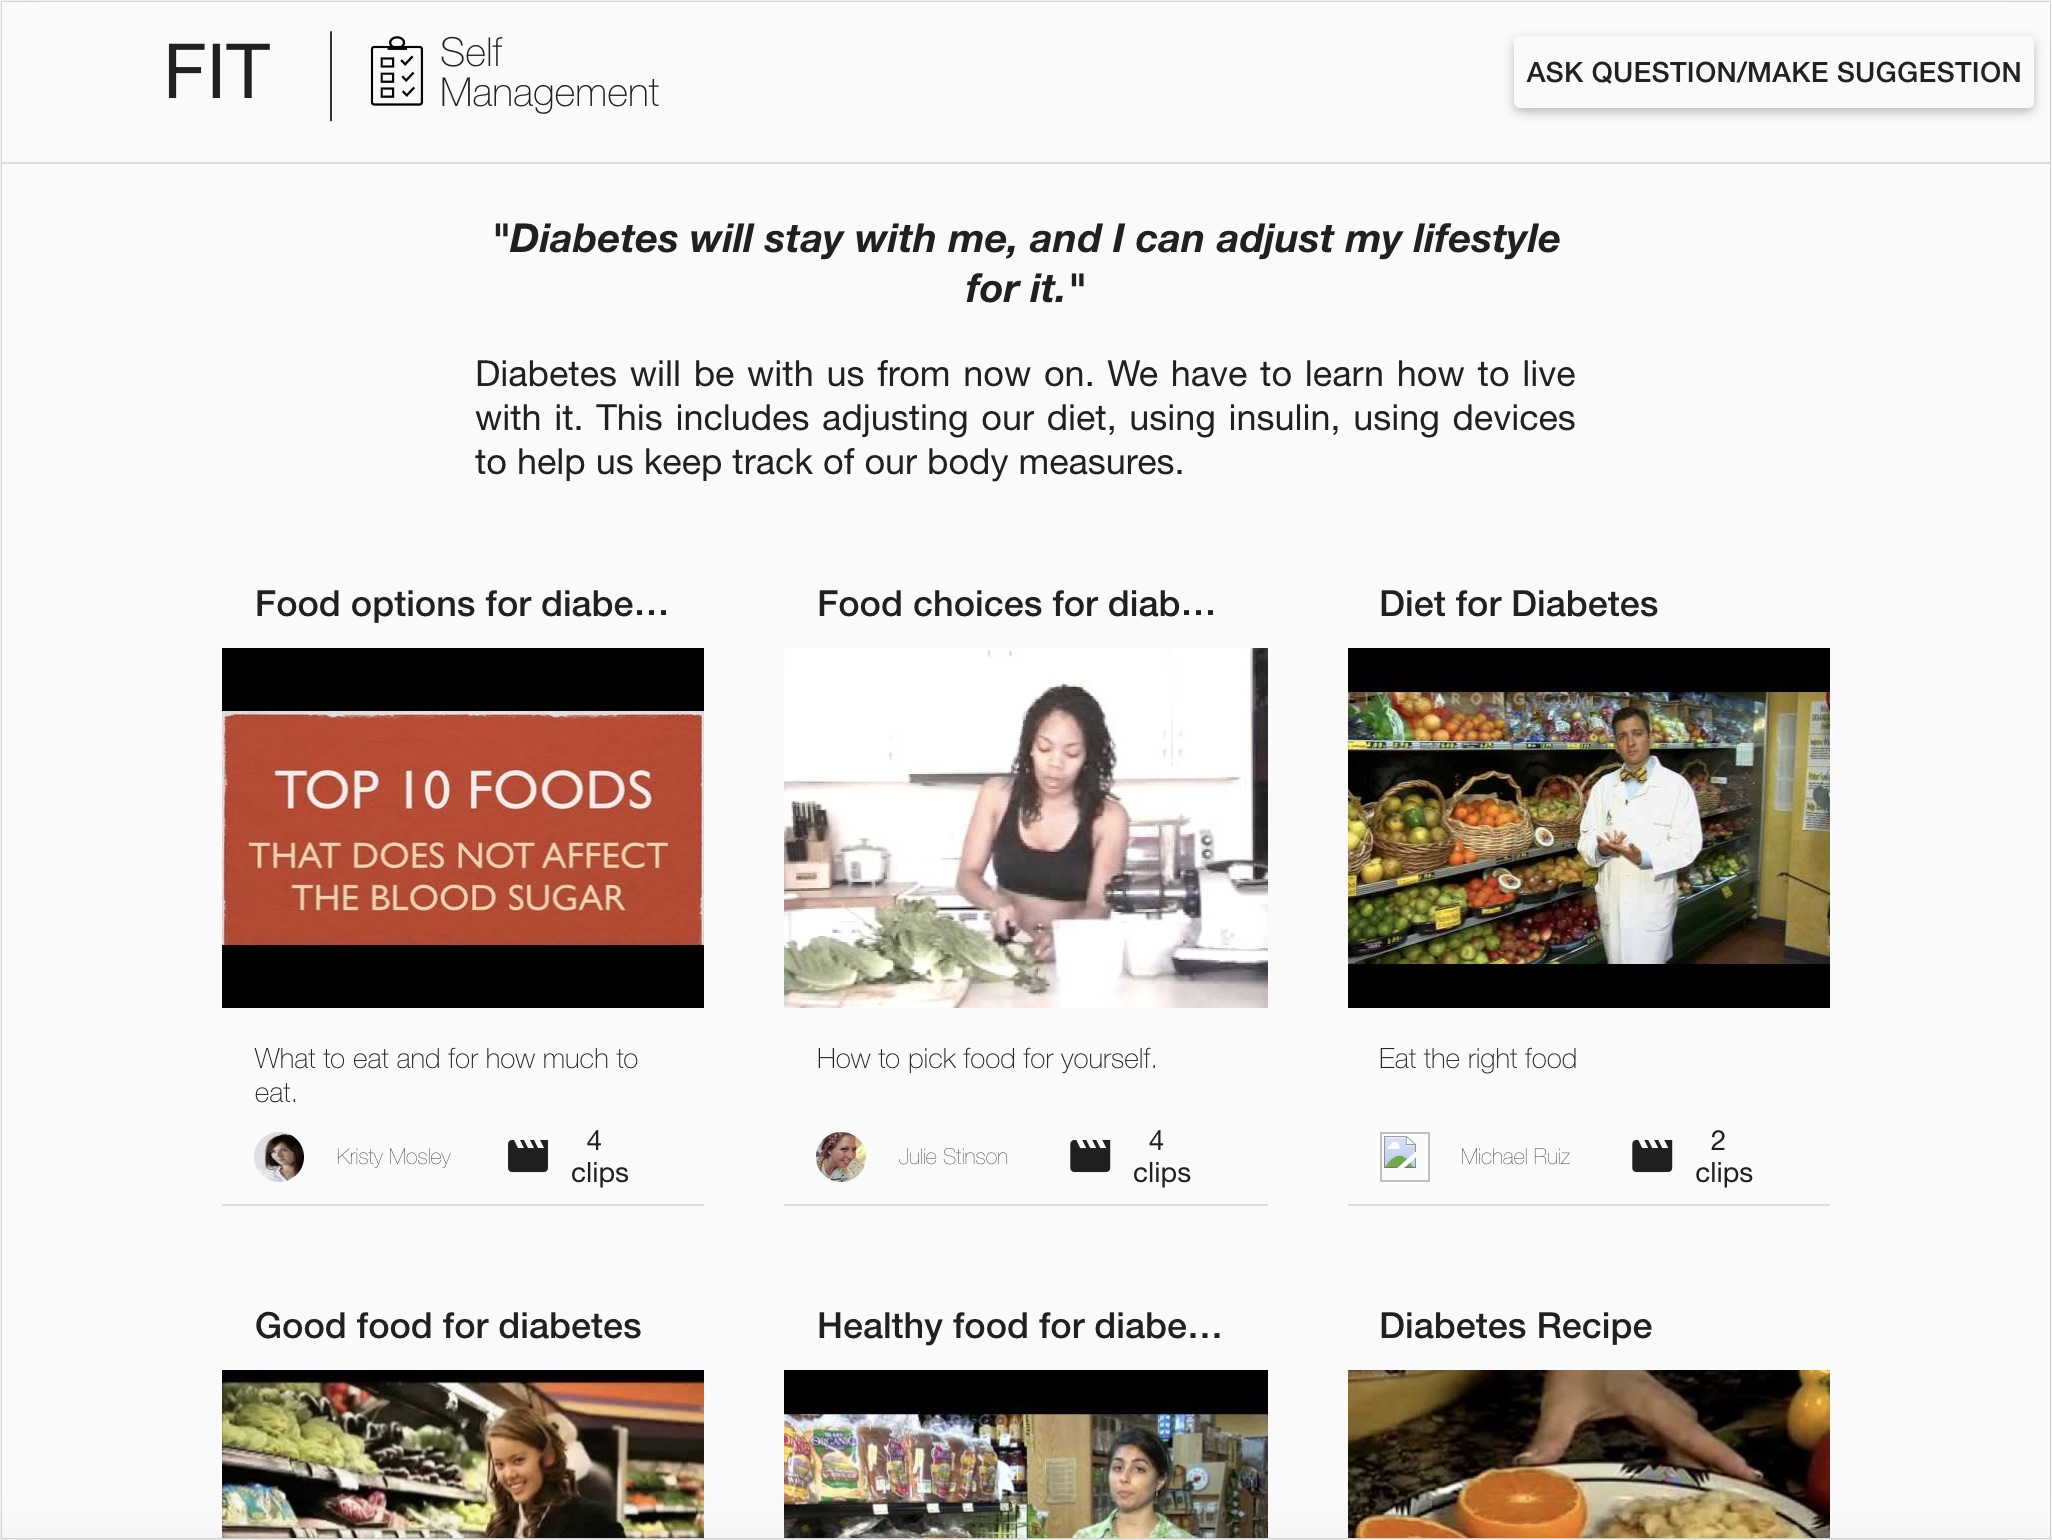 FIT
Self
Management
ASK QUESTION/MAKE SUGGESTION
"Diabetes will stay with me, and I can adjust my lifestyle
for it."
Diabetes will be with us from now on. We have to learn how to live
with it. This includes adjusting our diet, using insulin, using devices
to help us keep track of our body measures.
Food options for diabe...
TOP 10 FOODS
THAT DOES NOT AFFECT
THE BLOOD SUGAR
What to eat and for how much to
eat.
Kristy Mosley
4
clips
Food choices for diab...
How to pick food for yourself.
Julie Stinson
4
clips
Diet for Diabetes
Eat the right food
Michael Ruiz
2
clips
Good food for diabetes
Healthy food for diabe...
ORGANIC
Diabetes Recipe